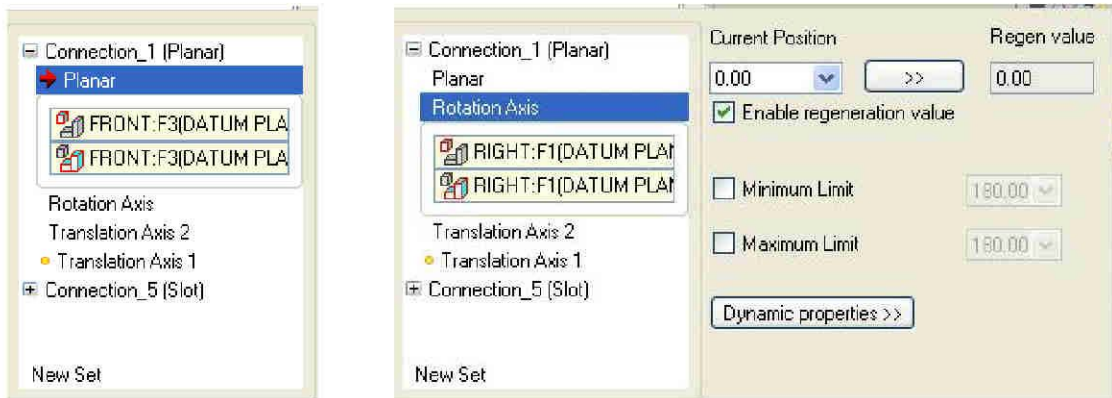 Connection_1 (Planar)
Planar
FRONT:F3(DATUM PLA
FRONT:F3(DATUM PLA
Rotation Axis
Translation Axis 2
Translation Axis 1
Connection_5 (Slot)
New Set
Connection_1 (Planar)
Planar
Rotation Axis
RIGHT:F1(DATUM PLAN
RIGHT:F1(DATUM PLAN
Translation Axis 2
Translation Axis 1
Connection_5 (Slot)
New Set
Current Position Regen value
0.00 >> 0.00
Enable regeneration value
Minimum Limit 180.00
Maximum Limit 180.00
Dynamic properties >>